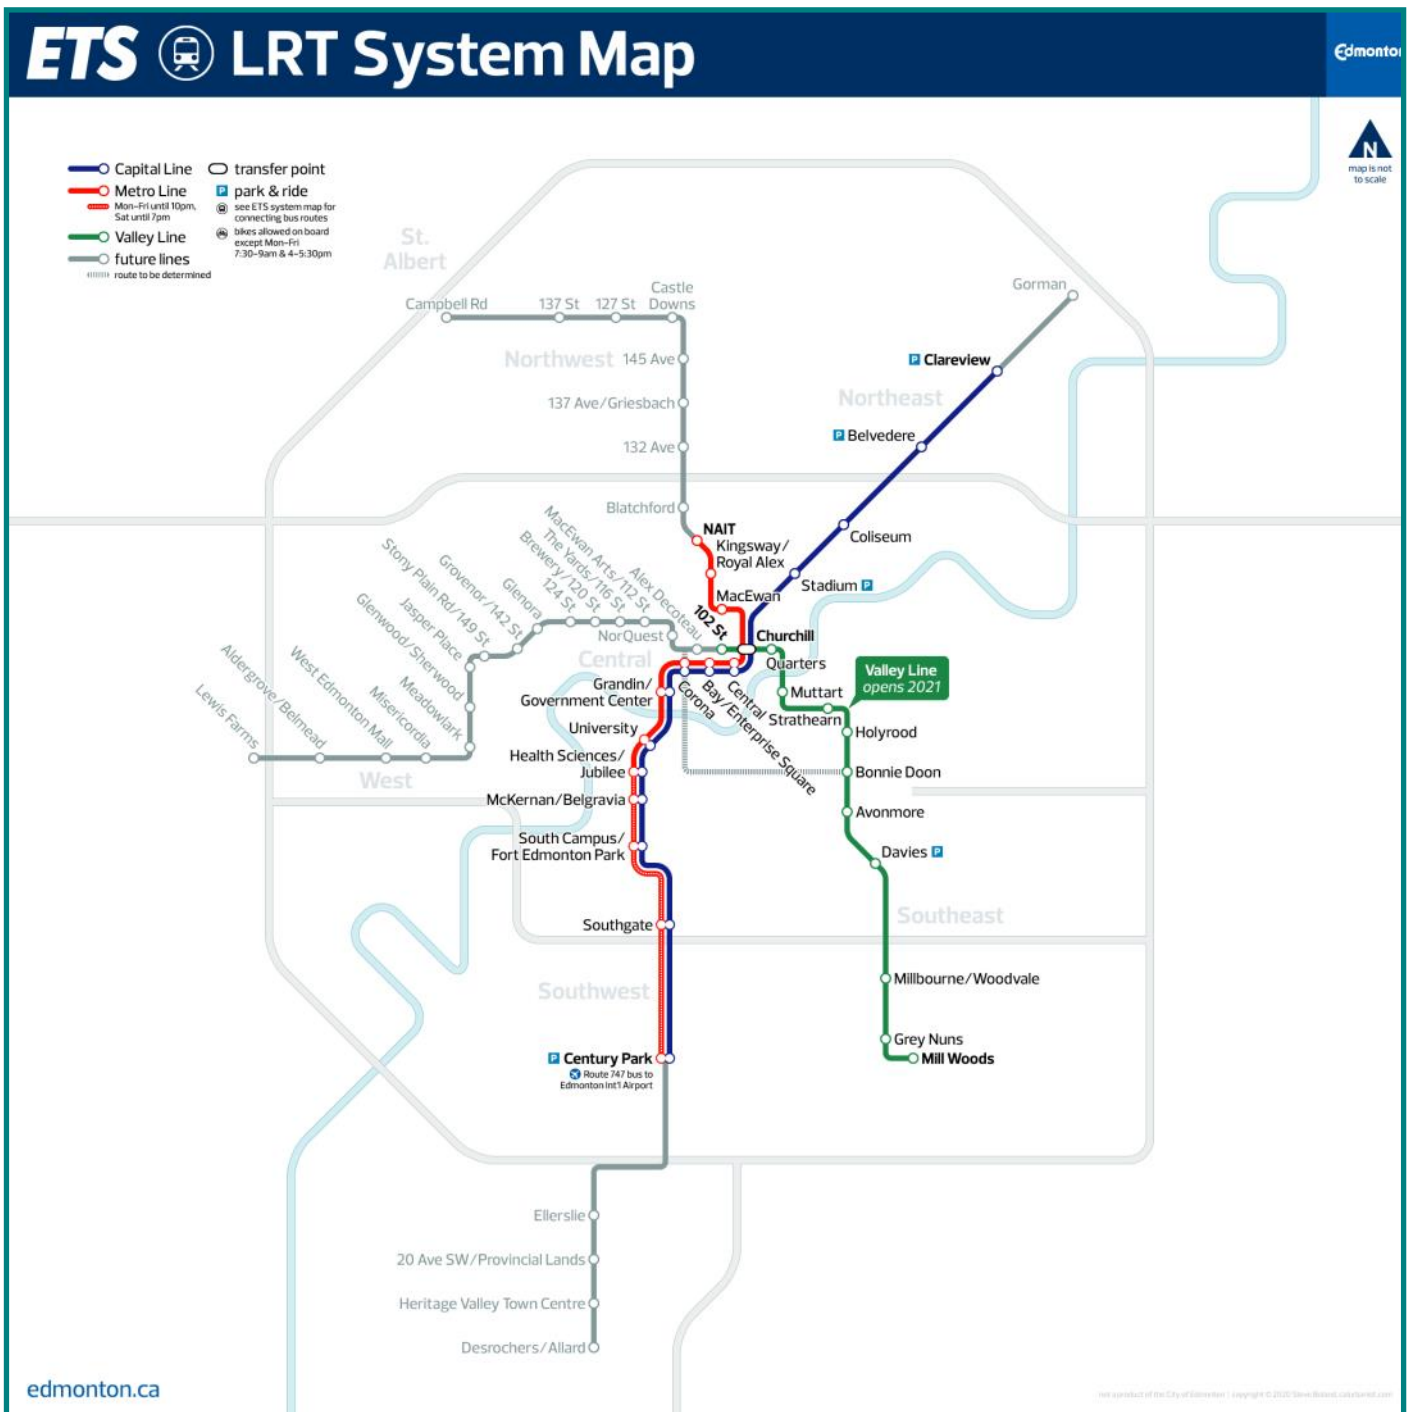 ETS LRT System Map
Edmonton
N
map is not
to scale
Capital Line
Metro Line
Mon-Fri until 10pm,
Sat until 7pm
Valley Line
future lines
route to be determined
transfer point
P park & ride
see ETS system map for
connecting bus routes
bikes allowed on board
except Mon-Fri
7:30-9am & 4-5:30pm
St.
Albert
Campbell Rd
137 St
127 St
Castle
Downs
Gorman
Northwest
145 Ave
P Clareview
Northeast
137 Ave/Griesbach
P Belvedere
132 Ave
Blatchford
NAIT
Coliseum
Kingsway/
Royal Alex
Stadium P
MacEwan
102 St
Churchill
Alex Decoteau
NorQuest
MacEwan Arts/112 St
The Yards/116 St
Brewery/120 St
124 St
Glenora
Grovenor/142 St
Stony Plain Rd/149 St
Jasper Place
Glenwood/Sherwood
Meadowlark
Misericordia
West Edmonton Mall
Aldergrove/Belmead
Lewis Farms
West
Central
Quarters
Valley Line
opens 2021
Grandin/
Government Center
Corona
Bay/Enterprise Square
Central
Muttart
Strathearn
University
Holyrood
Health Sciences/
Jubilee
Bonnie Doon
McKernan/Belgravia
Avonmore
South Campus/
Fort Edmonton Park
Davies P
Southgate
Southeast
Southwest
Millbourne/Woodvale
Grey Nuns
Mill Woods
P Century Park
Route 747 bus to
Edmonton Int'l Airport
Ellerslie
20 Ave SW/Provincial Lands
Heritage Valley Town Centre
Desrochers/Allard
edmonton.ca
not a product of the City of Edmonton | copyright © 2020